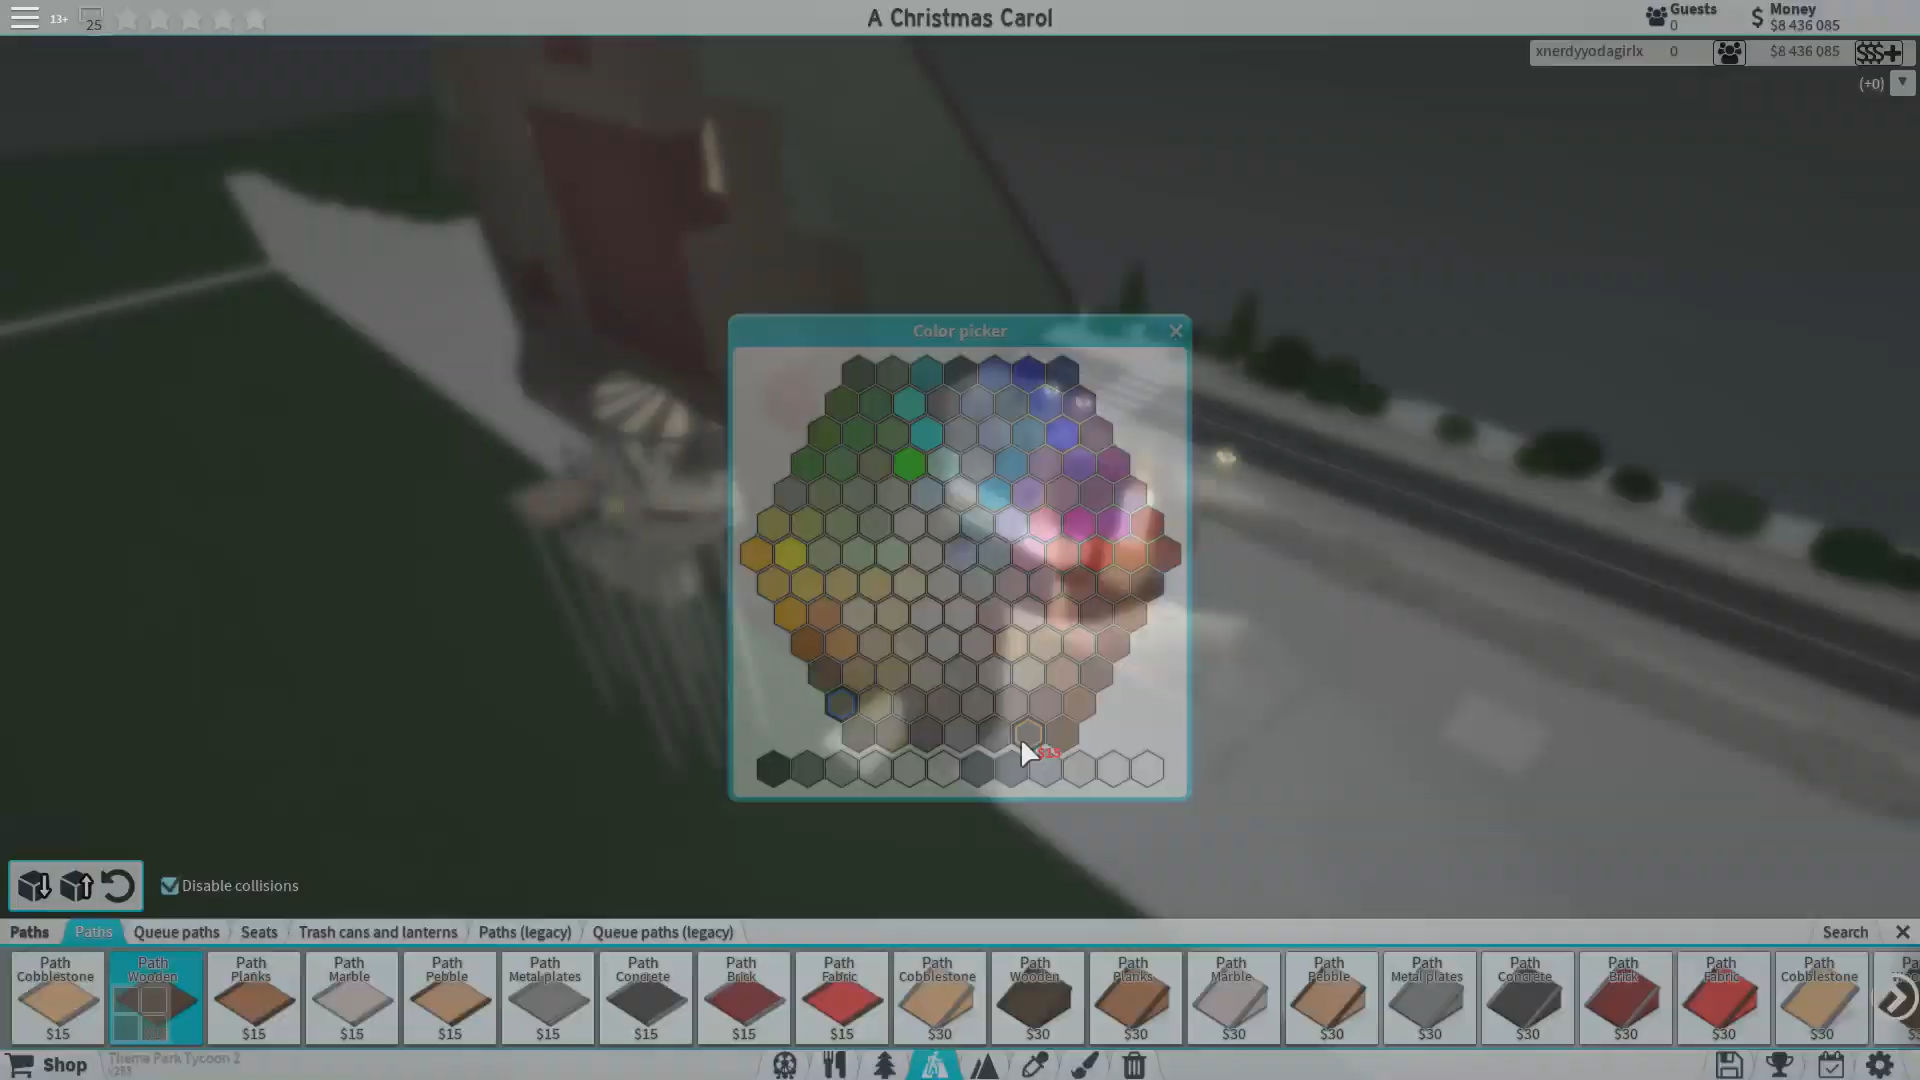 13+
25
A Christmas Carol
Guests
0
Money
$8 436 085
xnerdyyodagirlx 0 $8 436 085
(+0)
Color picker
$15
Disable collisions
Paths Paths Queue paths Seats Trash cans and lanterns Paths (legacy) Queue paths (legacy) Search
Path Cobblestone $15
Path Wooden
Path Planks $15
Path Marble $15
Path Pebble $15
Path Metal plates $15
Path Concrete $15
Path Brick $15
Path Fabric $15
Path Cobblestone $30
Path Wooden $30
Path Planks $30
Path Marble $30
Path Pebble $30
Path Metal plates $30
Path Concrete $30
Path Brick $30
Path Fabric $30
Path Cobblestone $30
Shop
Theme Park Tycoon 2
v253